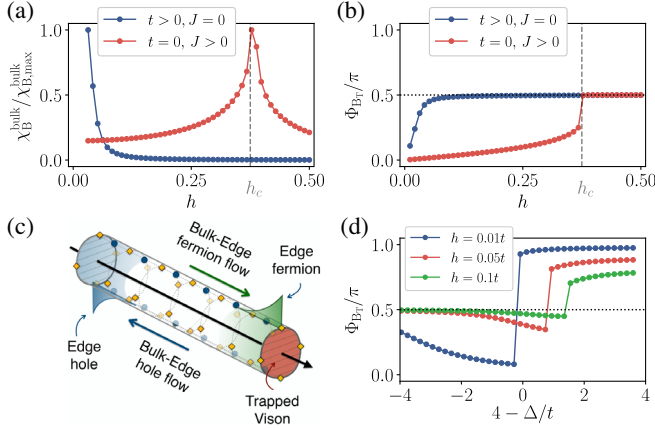 (a)
t > 0, J = 0
t = 0, J > 0
χ_B^bulk/χ_B,max^bulk
1.0
0.5
0.0
0.00
0.25
h_c
0.50
h
(b)
t > 0, J = 0
t = 0, J > 0
Φ_B_T/π
1.0
0.5
0.0
0.00
0.25
h_c
0.50
h
(c)
Bulk-Edge
fermion flow
Edge
fermion
Edge
hole
Bulk-Edge
hole flow
Trapped
Vison
(d)
h = 0.01t
h = 0.05t
h = 0.1t
Φ_B_T/π
1.0
0.5
0.0
−4
−2
0
2
4
4 − Δ/t